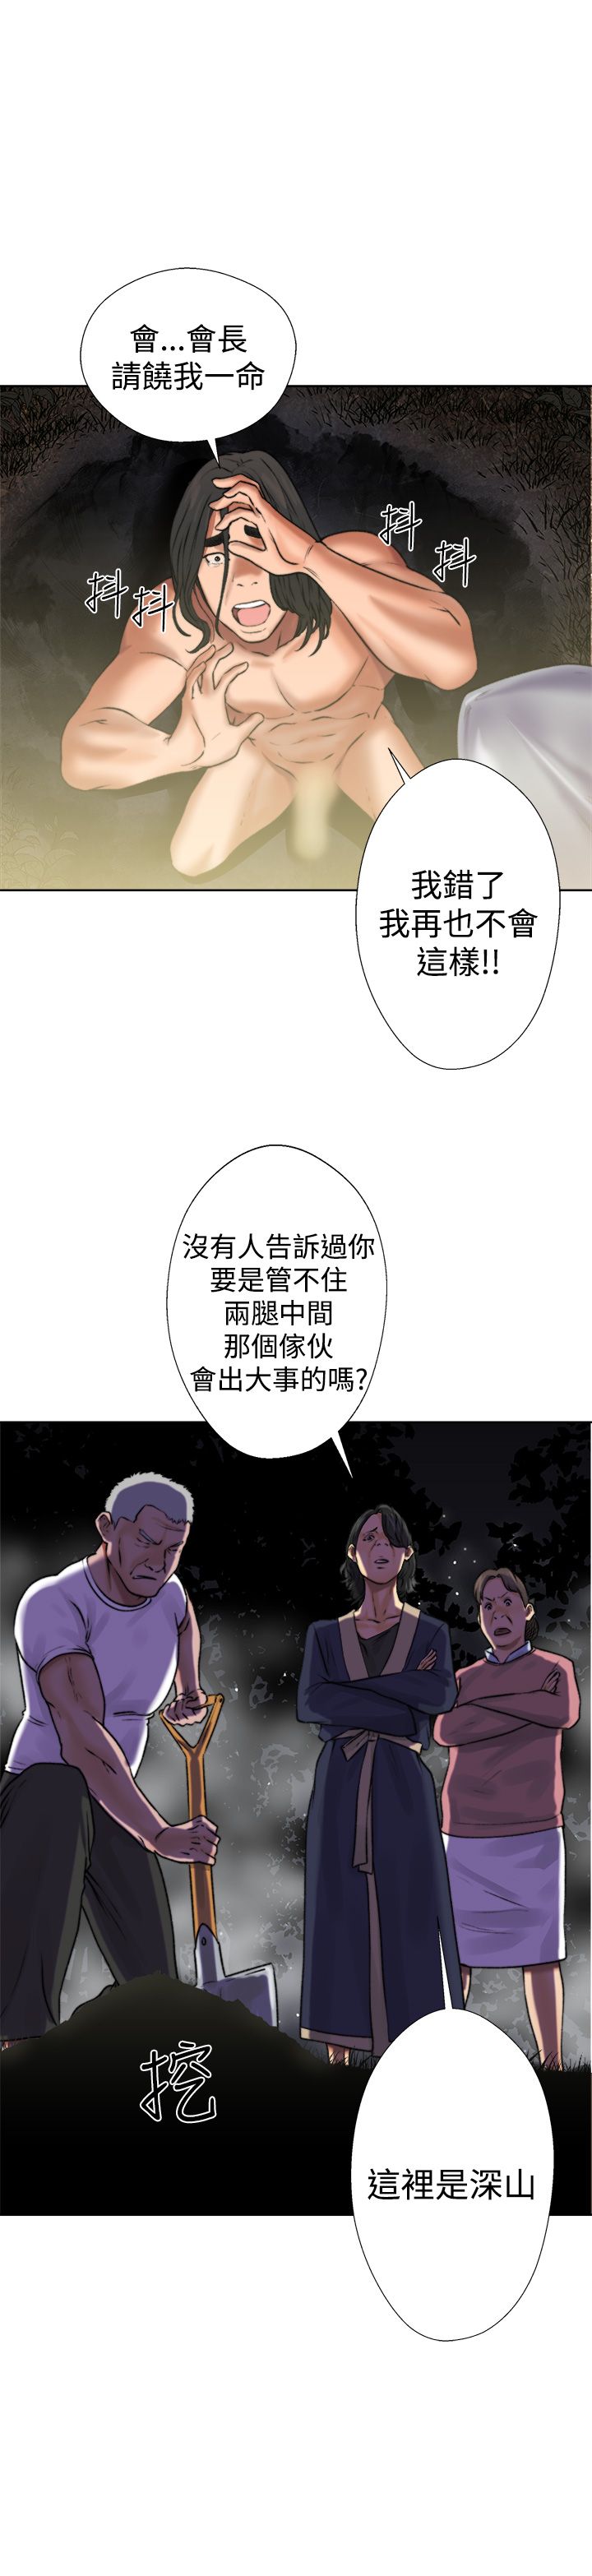 會...會長
請饒我一命
抖
抖
抖
抖
我錯了
我再也不會
這樣!!
沒有人告訴過你
要是管不住
兩腿中間
那個傢伙
會出大事的嗎?
挖
這裡是深山